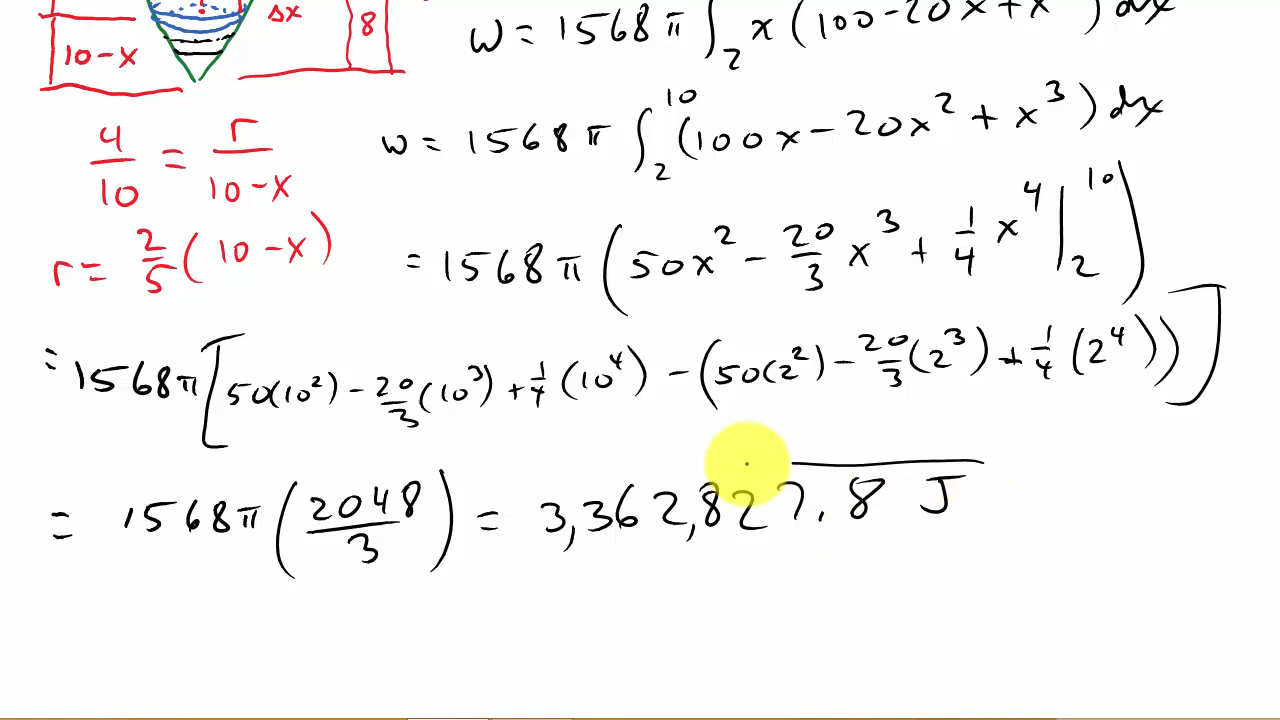 Δx
8
10-x
W = 1568π ∫₂ x(100-20x+x ) dx
4/10 = r/(10-x)
W = 1568π ∫₂¹⁰ (100x - 20x² + x³) dx
r = 2/5 (10-x)
= 1568π (50x² - 20/3 x³ + 1/4 x⁴ |₂¹⁰)
= 1568π [50(10²) - 20/3 (10³) + 1/4 (10⁴) - (50(2²) - 20/3 (2³) + 1/4 (2⁴))]
= 1568π (2048/3) = 3,362,827.8 J